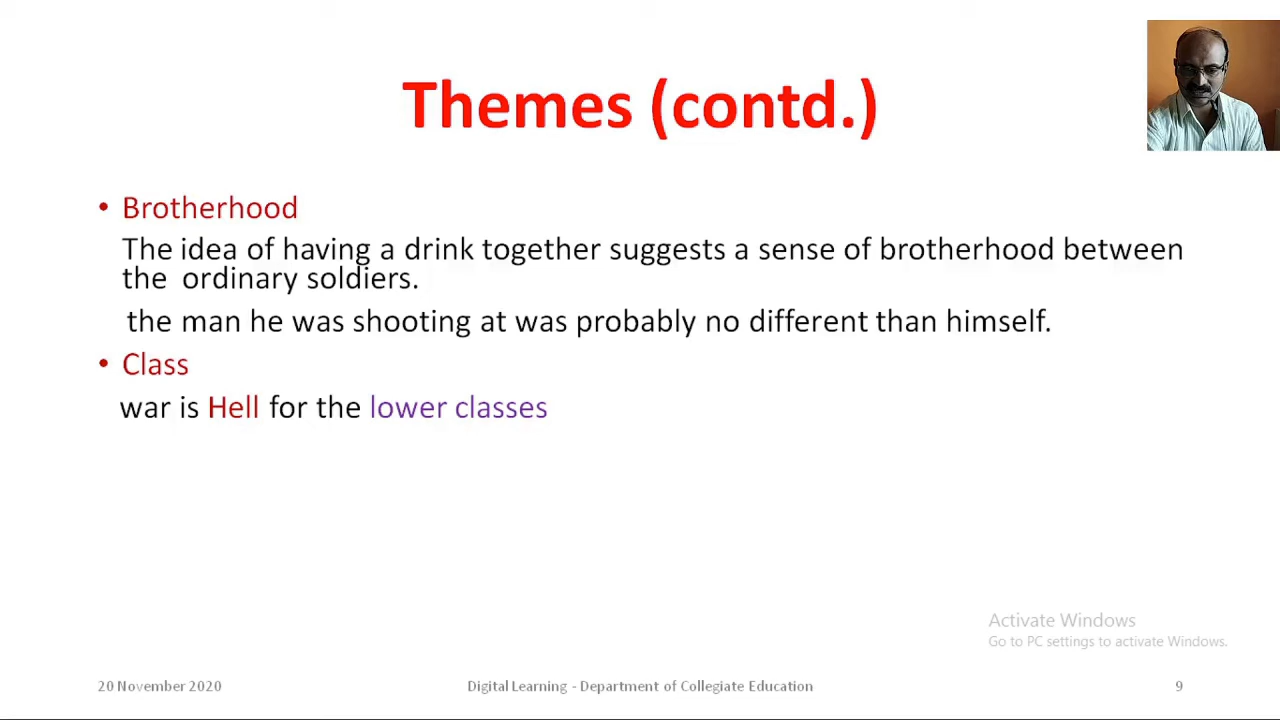 Themes (contd.)
• Brotherhood
The idea of having a drink together suggests a sense of brotherhood between
the ordinary soldiers.
the man he was shooting at was probably no different than himself.
• Class
war is Hell for the lower classes
Activate Windows
Go to PC settings to activate Windows.
20 November 2020
Digital Learning - Department of Collegiate Education
9